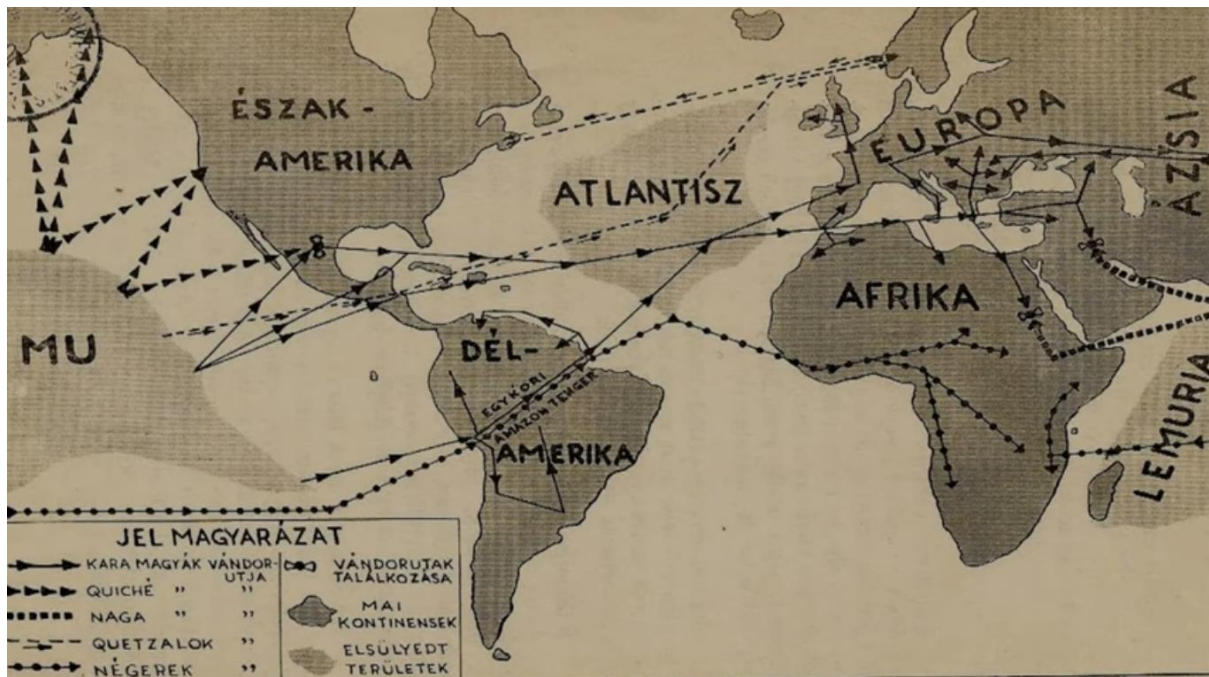 ÉSZAK-
AMERIKA
EURÓPA
ÁZSIA
ATLANTISZ
AFRIKA
MU
DÉL-
EGYKORI
AMAZON TENGER
AMERIKA
LEMURIA
JEL MAGYARÁZAT
KARA MAGYÁK VÁNDOR-
UTJA
QUICHÉ " "
NAGA " "
QUETZALOK "
NÉGEREK "
VÁNDORUTAK
TALÁLKOZÁSA
MAI
KONTINENSEK
ELSÜLYEDT
TERÜLETEK